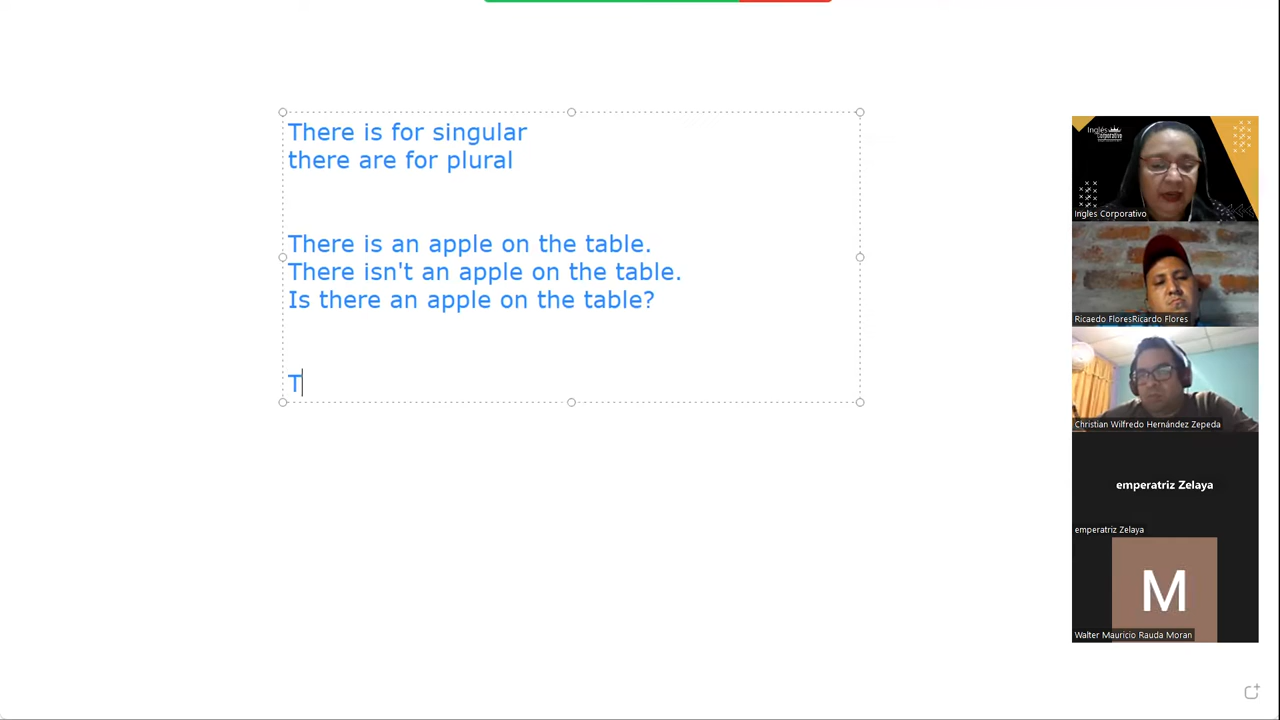 There is for singular
there are for plural
There is an apple on the table.
There isn't an apple on the table.
Is there an apple on the table?
T
Inglés
Corporativo
Ingles Corporativo
Ricaedo FloresRicardo Flores
Christian Wilfredo Hernández Zepeda
emperatriz Zelaya
emperatriz Zelaya
M
Walter Mauricio Rauda Moran